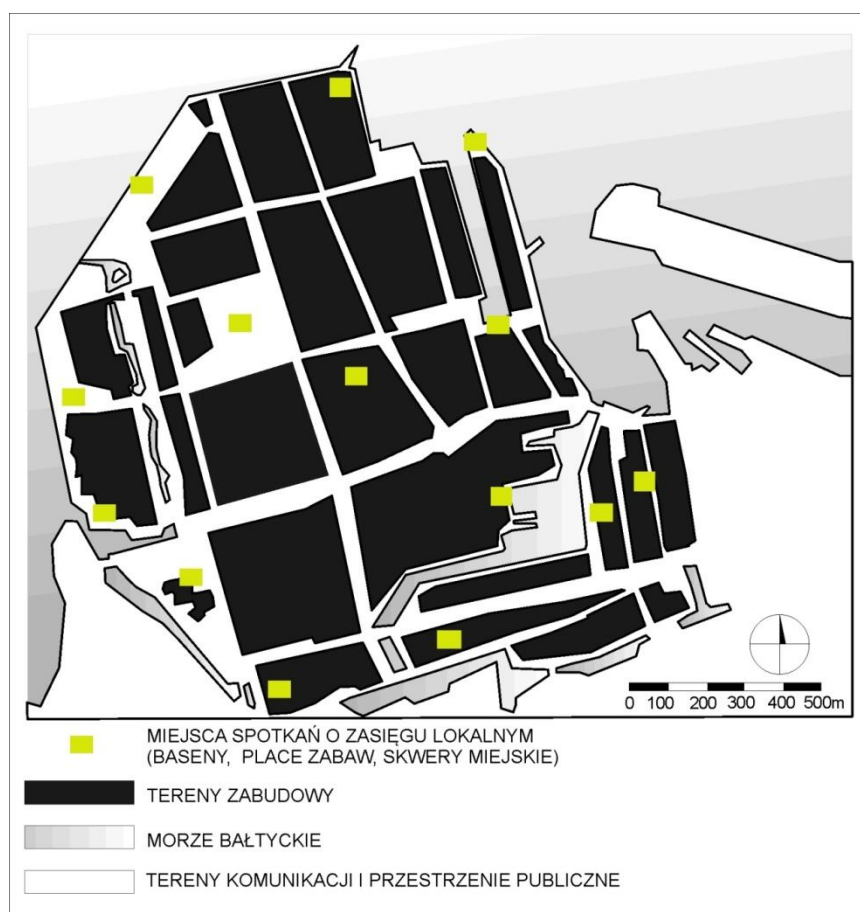 0 100 200 300 400 500m
MIEJSCA SPOTKAŃ O ZASIĘGU LOKALNYM
(BASENY, PLACE ZABAW, SKWERY MIEJSKIE)
TERENY ZABUDOWY
MORZE BAŁTYCKIE
TERENY KOMUNIKACJI I PRZESTRZENIE PUBLICZNE